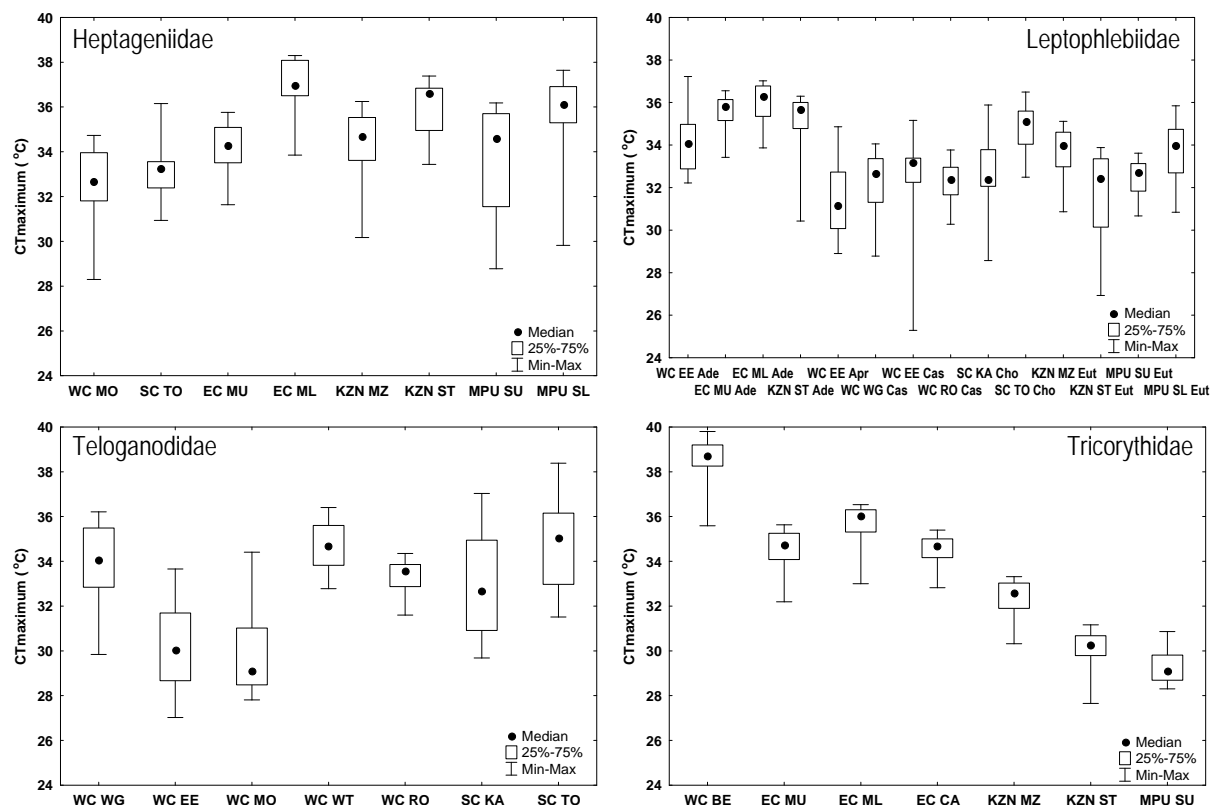 Heptageniidae
40
38
36
34
32
30
28
26
24
CTmaximum (°C)
Median
25%-75%
Min-Max
WC MO SC TO EC MU EC ML KZN MZ KZN ST MPU SU MPU SL
Leptophlebiidae
40
38
36
34
32
30
28
26
24
CTmaximum (°C)
Median
25%-75%
Min-Max
WC EE Ade EC ML Ade WC EE Apr WC EE Cas SC KA Cho KZN MZ Eut MPU SU Eut
EC MU Ade KZN ST Ade WC WG Cas WC RO Cas SC TO Cho KZN ST Eut MPU SL Eut
Teloganodidae
40
38
36
34
32
30
28
26
24
CTmaximum (°C)
Median
25%-75%
Min-Max
WC WG WC EE WC MO WC WT WC RO SC KA SC TO
Tricorythidae
40
38
36
34
32
30
28
26
24
CTmaximum (°C)
Median
25%-75%
Min-Max
WC BE EC MU EC ML EC CA KZN MZ KZN ST MPU SU